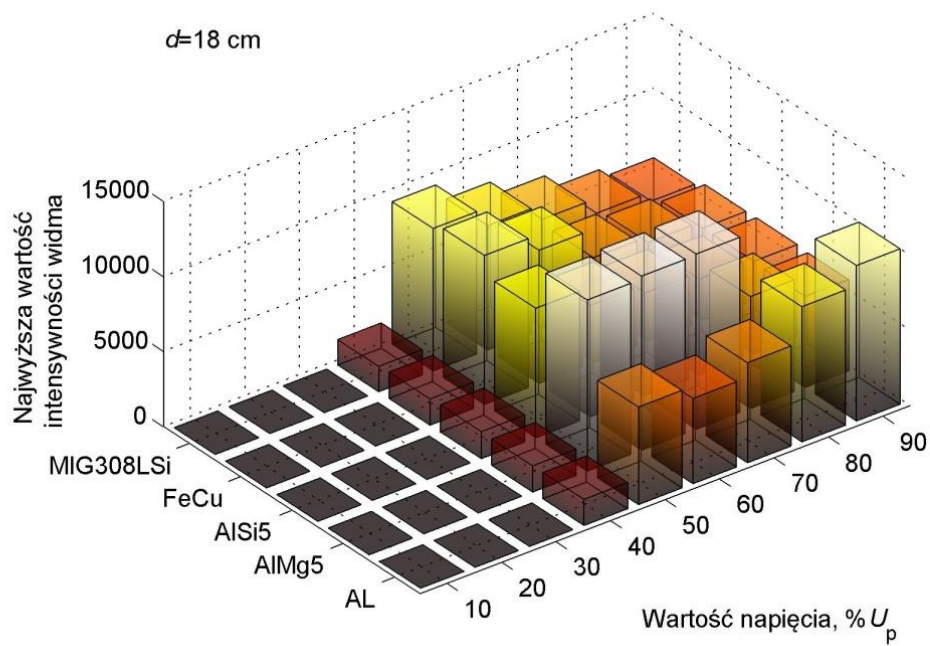 d=18 cm
15000
10000
5000
0
Najwyższa wartość
intensywności widma
MIG308LSi
FeCu
AlSi5
AlMg5
AL
10
20
30
40
50
60
70
80
90
Wartość napięcia, % Up